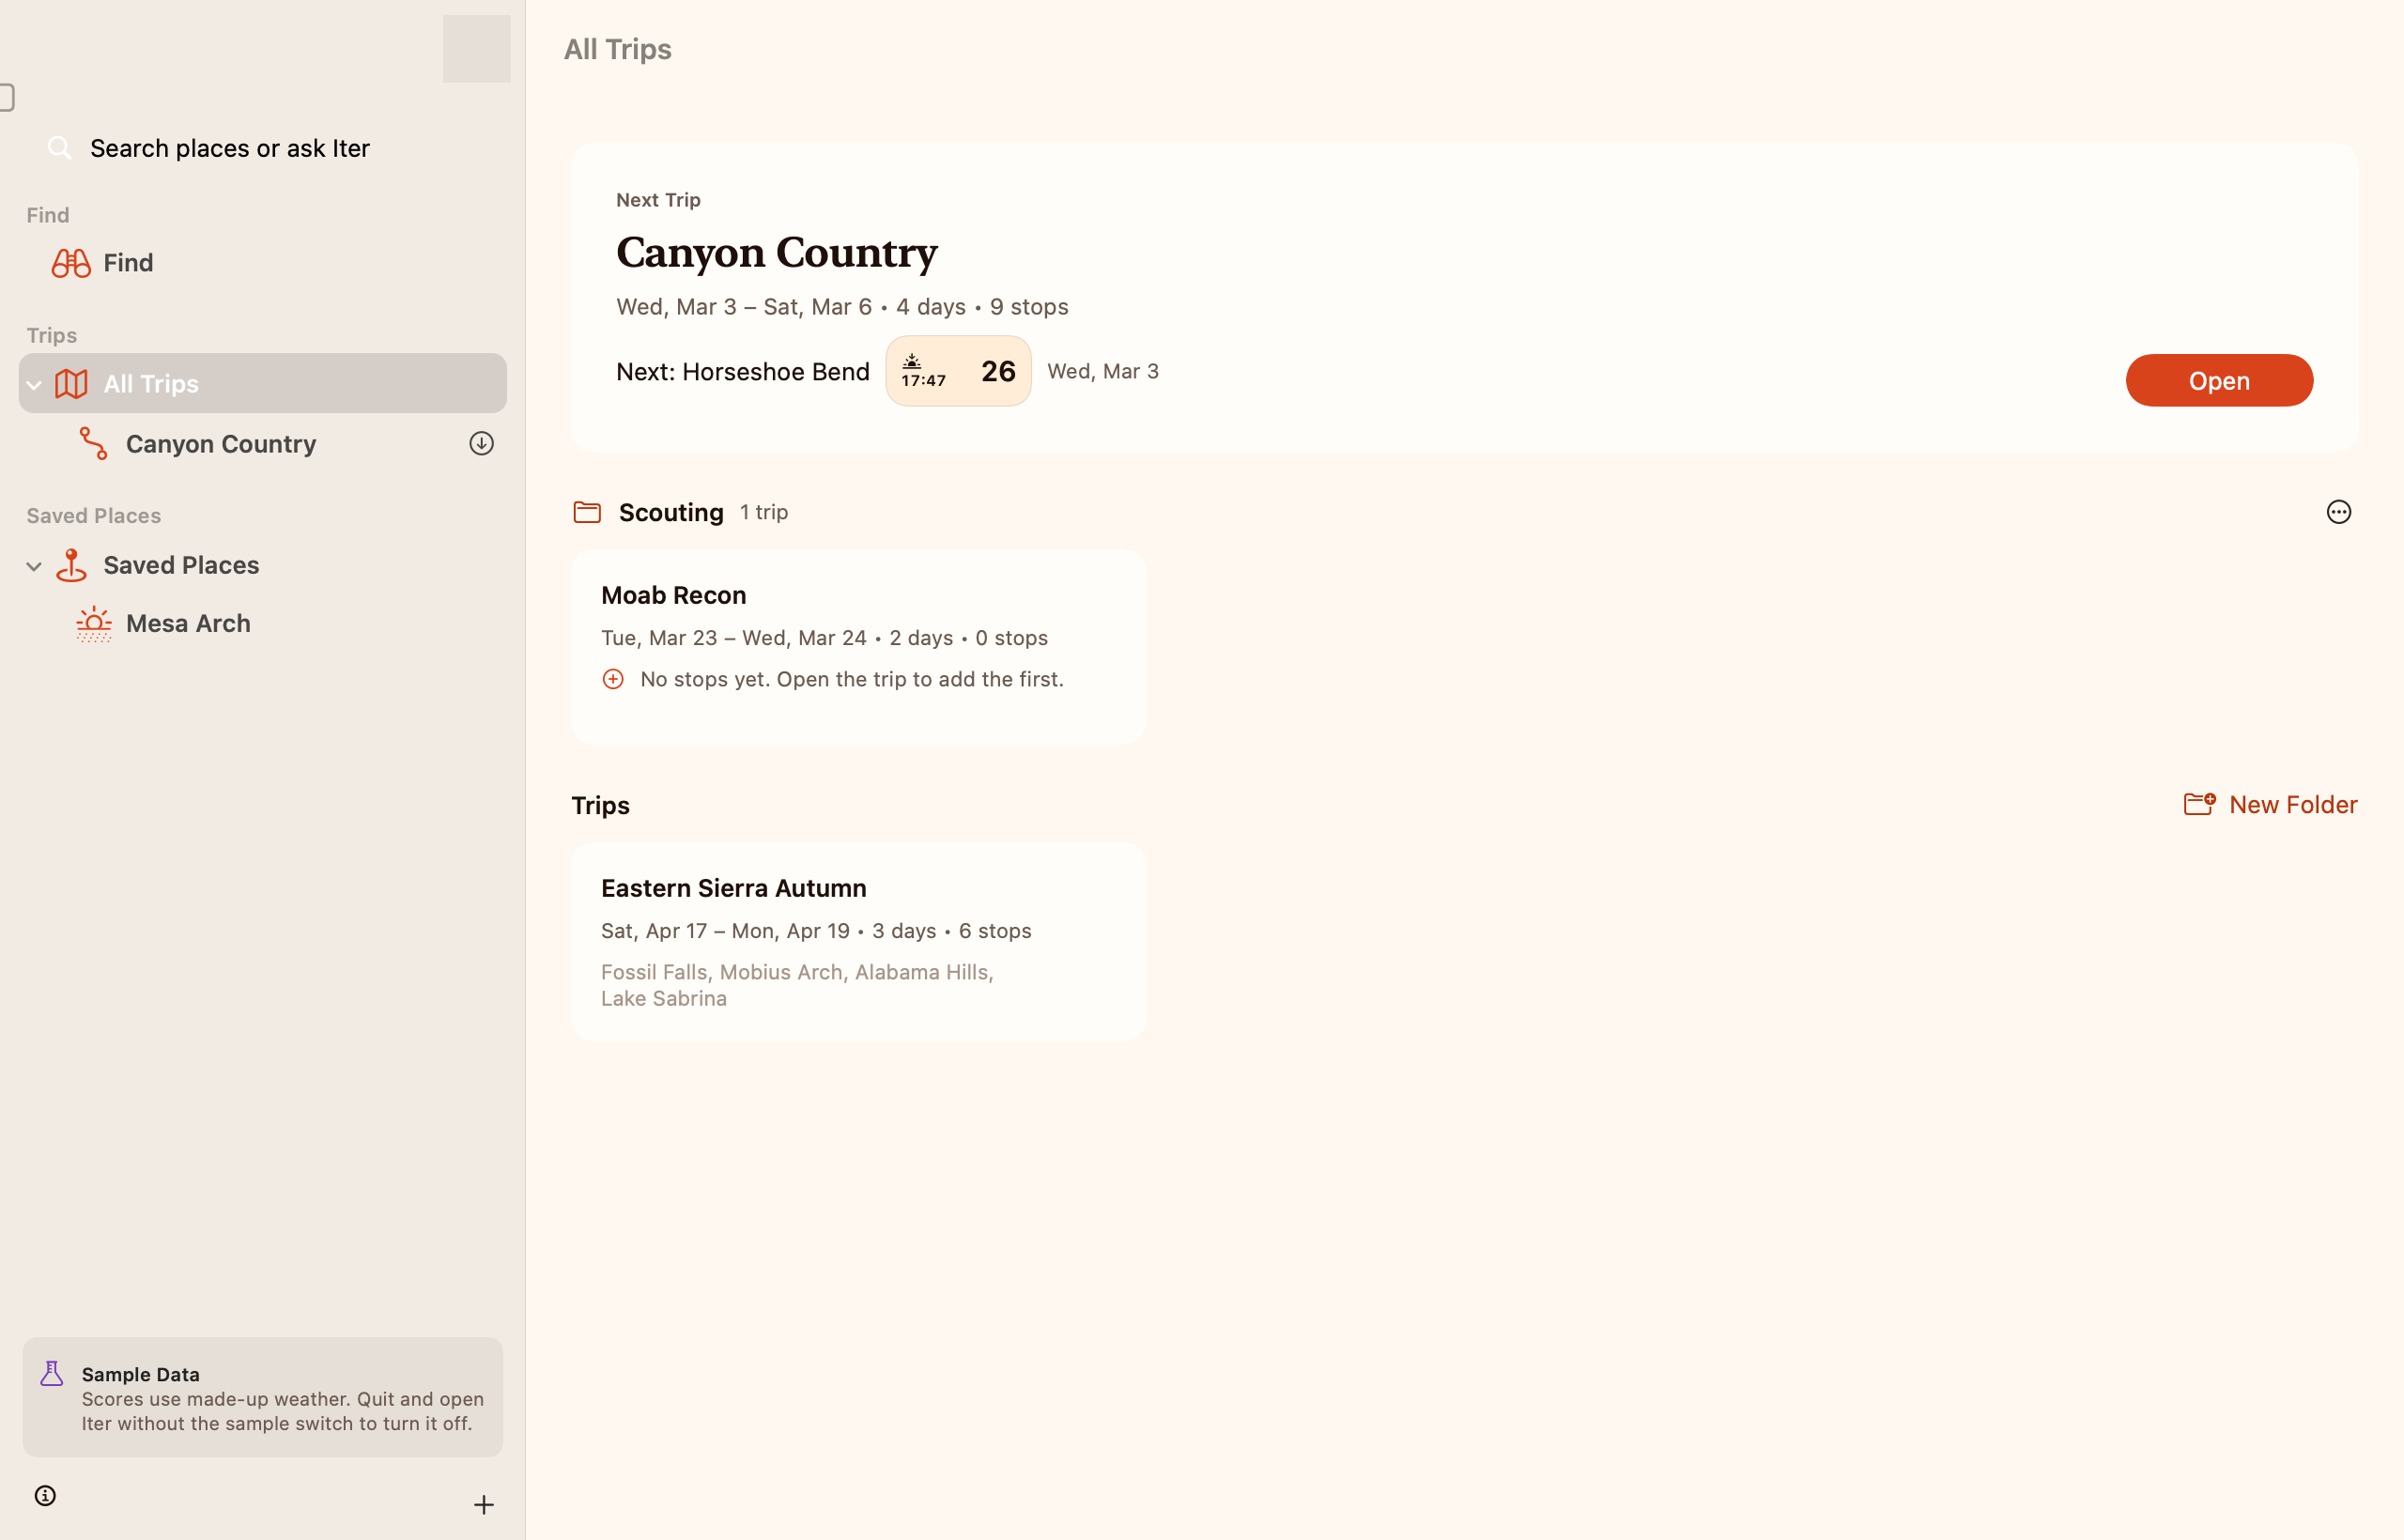 All Trips
Search places or ask Iter
Find
Find
Trips
All Trips
Canyon Country
Saved Places
Saved Places
Mesa Arch
Sample Data
Scores use made-up weather. Quit and open
Iter without the sample switch to turn it off.
Next Trip
Canyon Country
Wed, Mar 3 – Sat, Mar 6 • 4 days • 9 stops
Next: Horseshoe Bend 17:47 26 Wed, Mar 3
Open
Scouting 1 trip
Moab Recon
Tue, Mar 23 – Wed, Mar 24 • 2 days • 0 stops
No stops yet. Open the trip to add the first.
Trips
New Folder
Eastern Sierra Autumn
Sat, Apr 17 – Mon, Apr 19 • 3 days • 6 stops
Fossil Falls, Mobius Arch, Alabama Hills,
Lake Sabrina